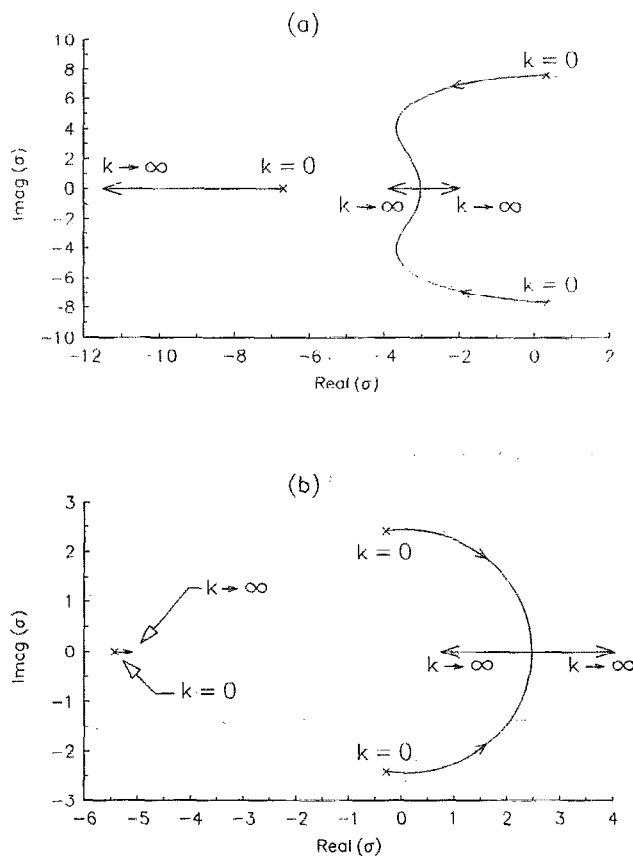 (a)
10
8
6
4
2
0
−2
−4
−6
−8
−10
Imag (σ)
k = 0
k → ∞
k = 0
k → ∞
k → ∞
k = 0
−12
−10
−8
−6
−4
−2
0
2
Real (σ)
(b)
3
2
1
0
−1
−2
−3
Imag (σ)
k = 0
k → ∞
k → ∞
k → ∞
k = 0
k = 0
−6
−5
−4
−3
−2
−1
0
1
2
3
4
Real (σ)